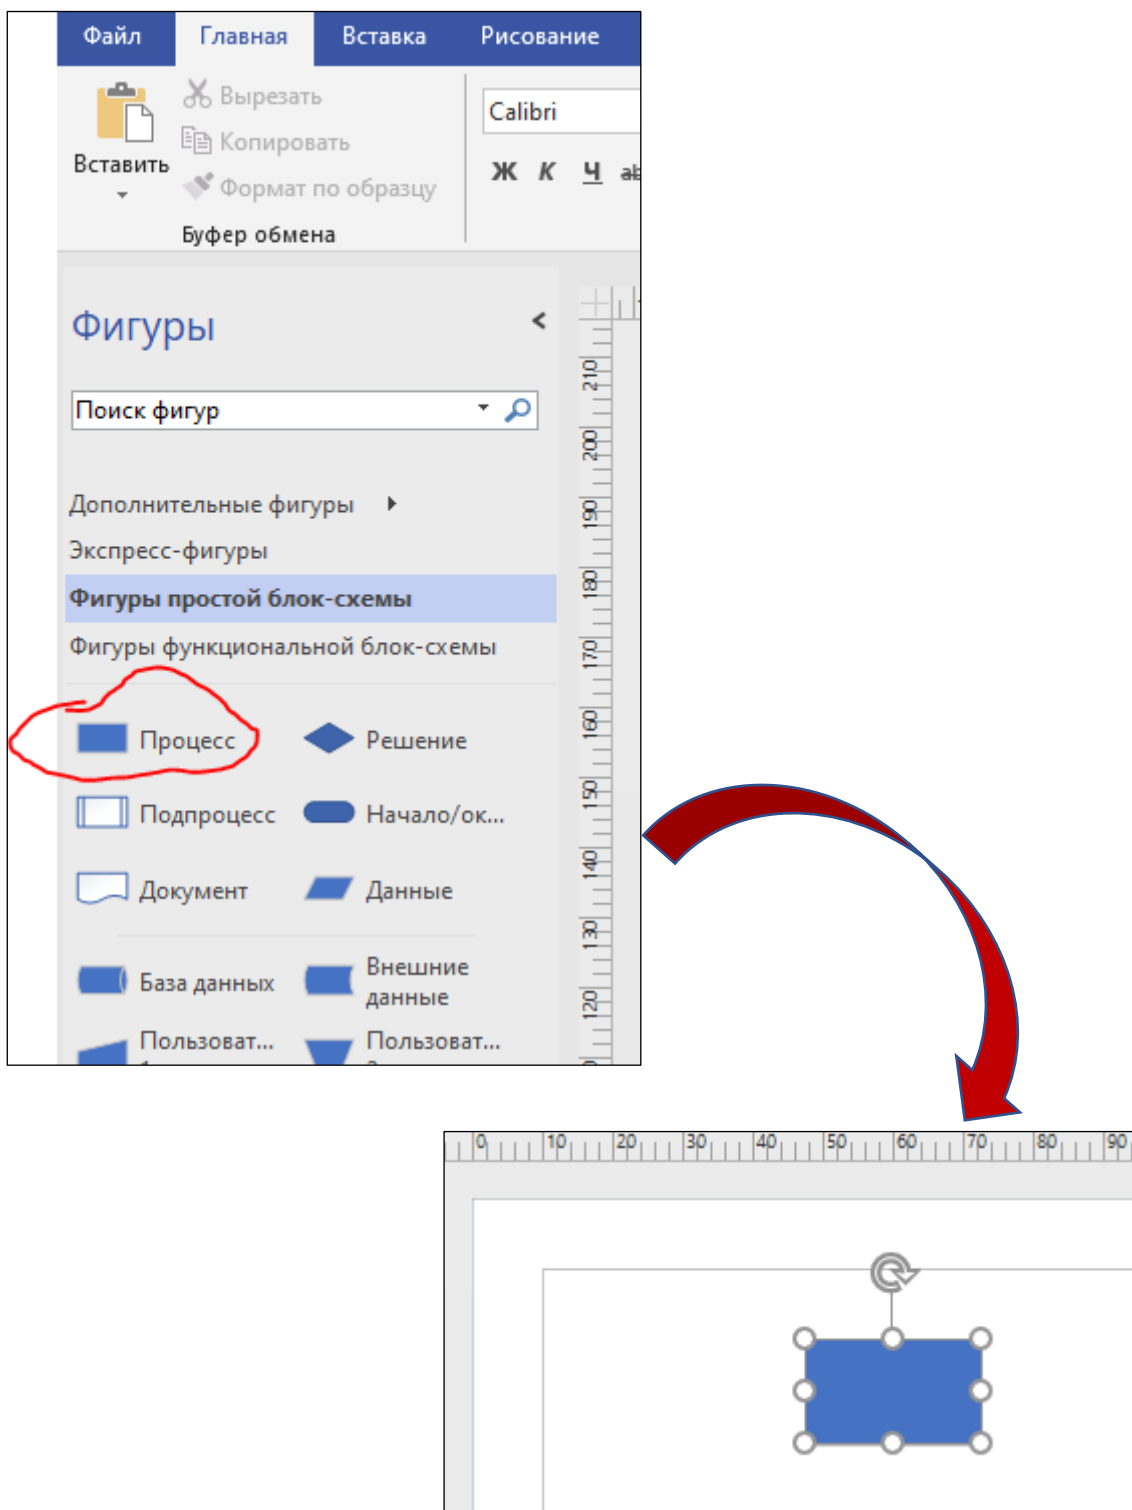 Файл Главная Вставка Рисование
Вырезать
Calibri
Копировать
Вставить
Ж К Ч ab
Формат по образцу
Буфер обмена
Фигуры
Поиск фигур
Дополнительные фигуры
Экспресс-фигуры
Фигуры простой блок-схемы
Фигуры функциональной блок-схемы
Процесс Решение
Подпроцесс Начало/ок...
Документ Данные
База данных Внешние данные
Пользоват... Пользоват...
210
200
190
180
170
160
150
140
130
120
0 10 20 30 40 50 60 70 80 90